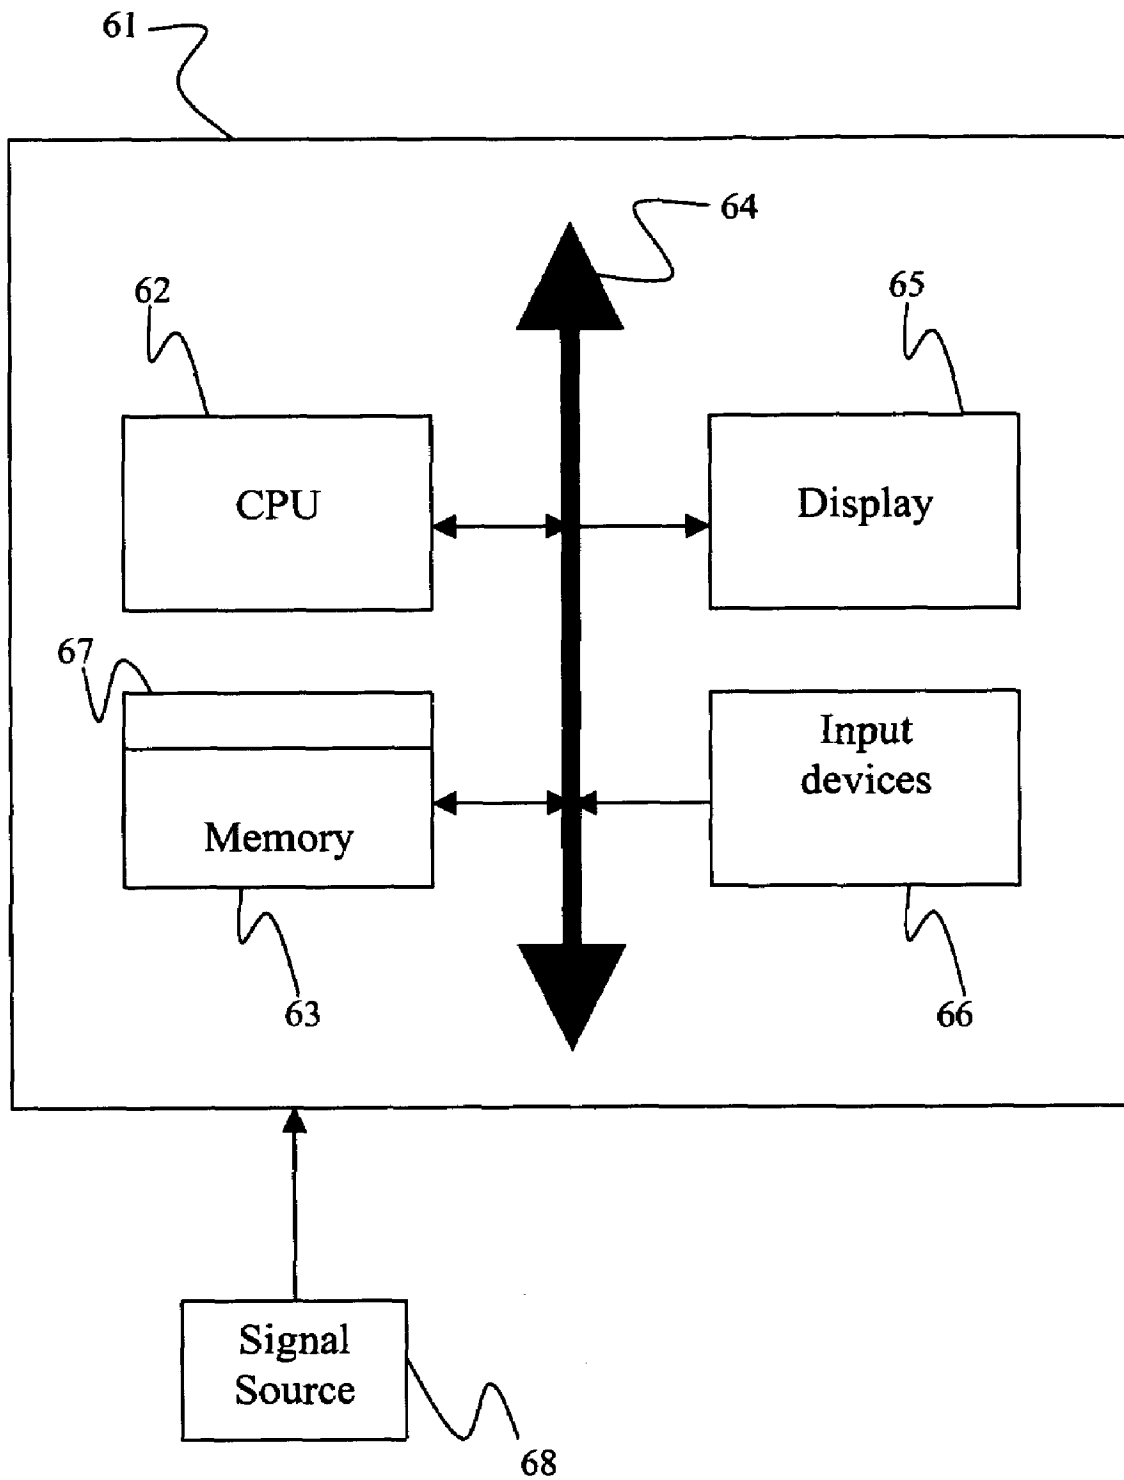 61
64
62
65
CPU
Display
67
Input
devices
Memory
63
66
Signal
Source
68